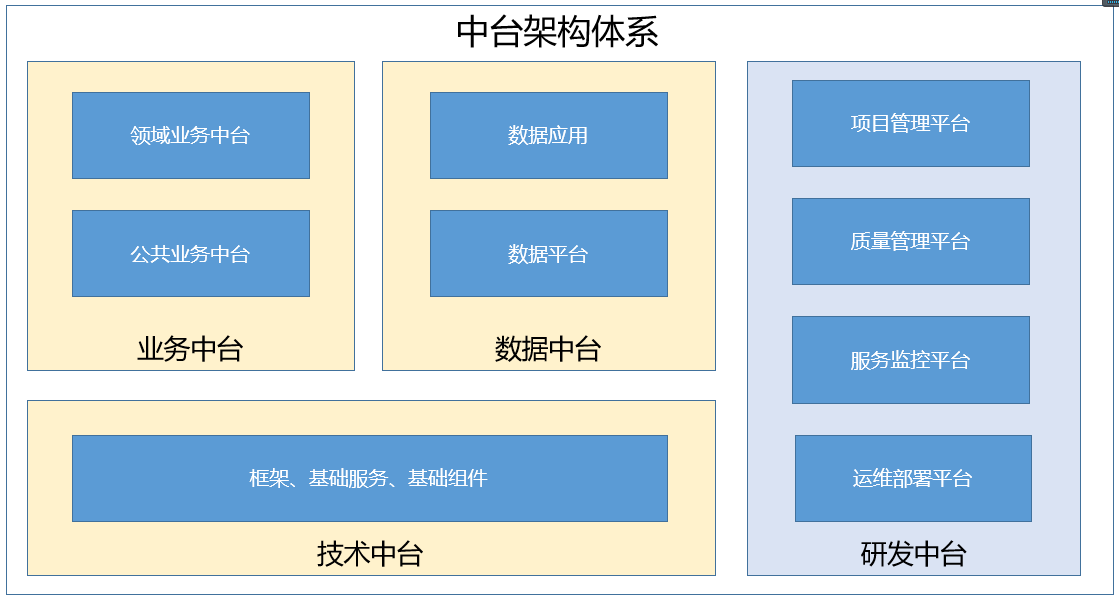 中台架构体系
领域业务中台
公共业务中台
业务中台
数据应用
数据平台
数据中台
框架、基础服务、基础组件
技术中台
项目管理平台
质量管理平台
服务监控平台
运维部署平台
研发中台